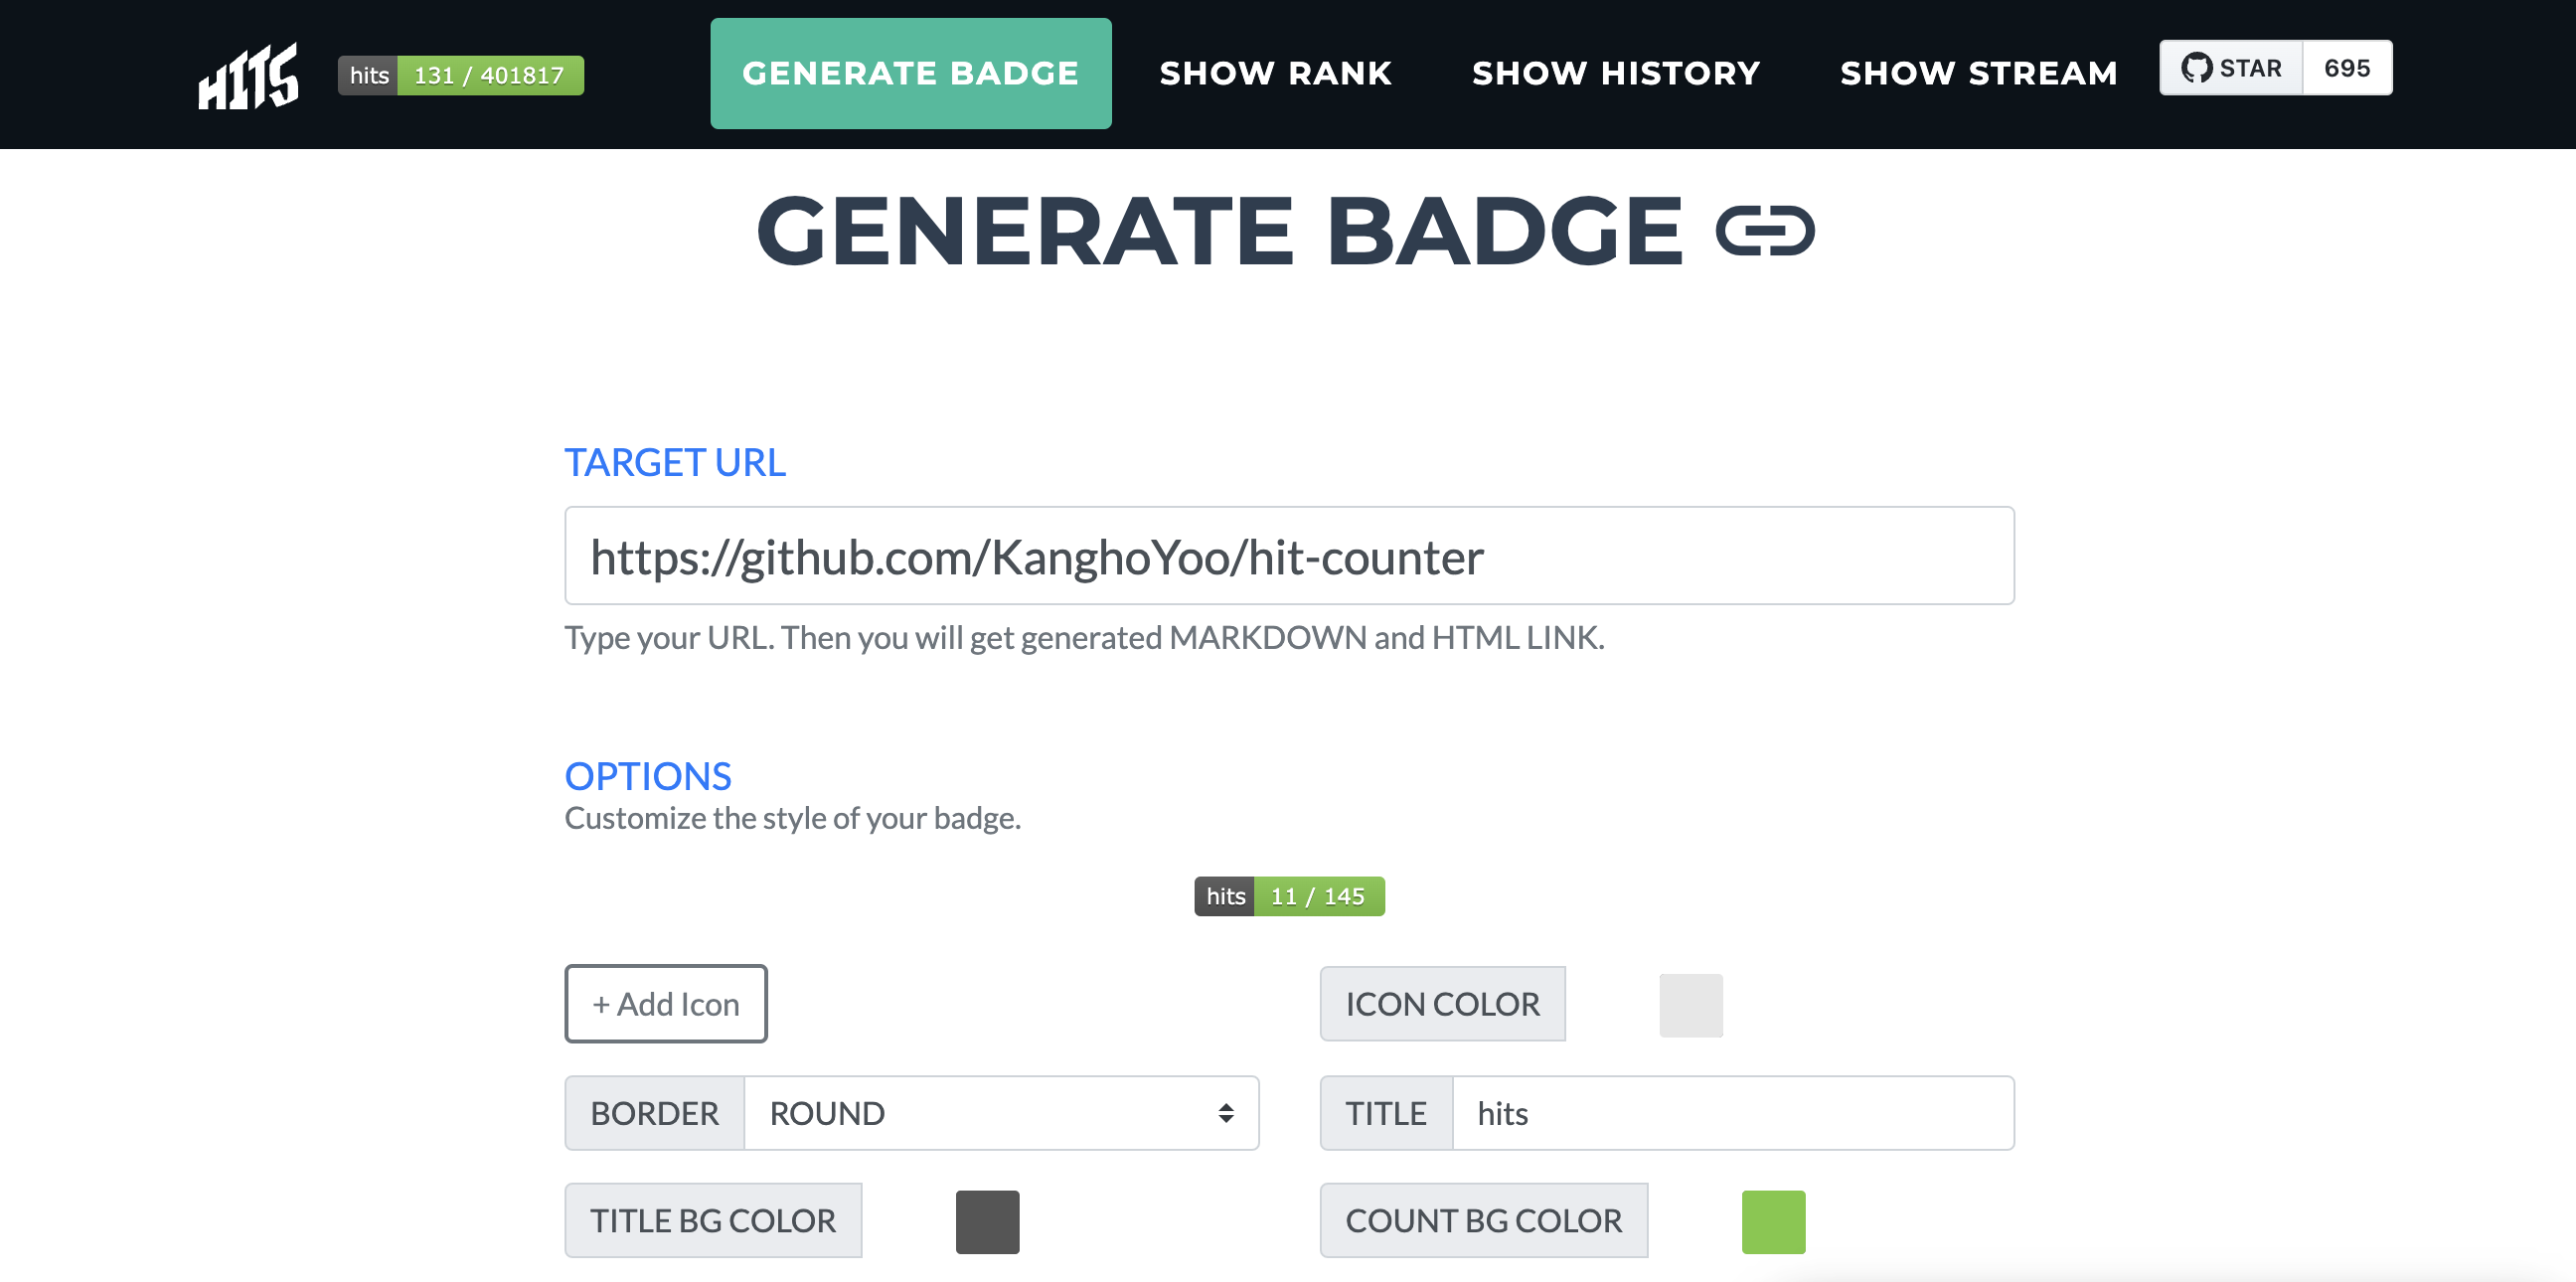 HITS
hits 131 / 401817
GENERATE BADGE
SHOW RANK
SHOW HISTORY
SHOW STREAM
STAR 695
GENERATE BADGE
TARGET URL
https://github.com/KanghoYoo/hit-counter
Type your URL. Then you will get generated MARKDOWN and HTML LINK.
OPTIONS
Customize the style of your badge.
hits 11 / 145
+ Add Icon
ICON COLOR
BORDER ROUND
TITLE hits
TITLE BG COLOR
COUNT BG COLOR